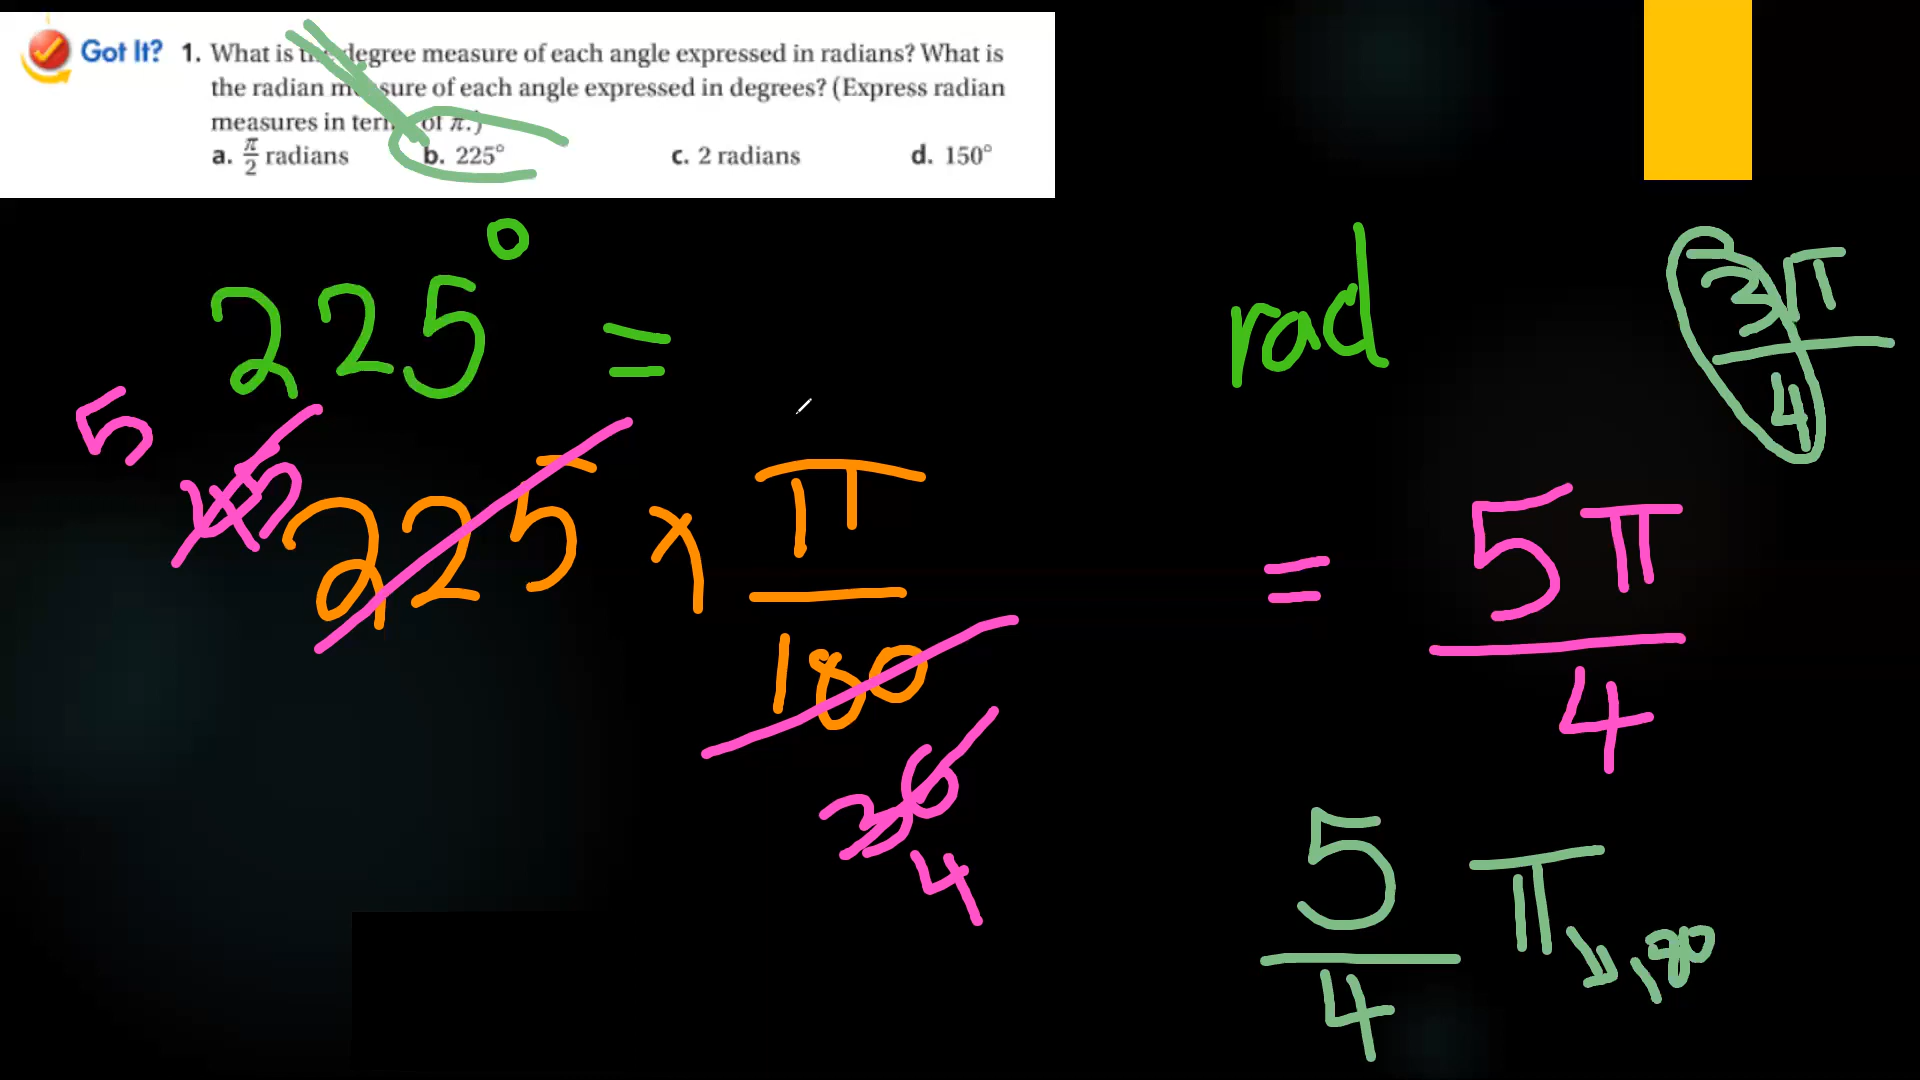 Got It? 1. What is the degree measure of each angle expressed in radians? What is
the radian measure of each angle expressed in degrees? (Express radian
measures in terms of π.)
a. π/2 radians b. 225° c. 2 radians d. 150°
225° = rad
3π/4
5
45
225 × π/180
36
4
= 5π/4
5/4 π
180